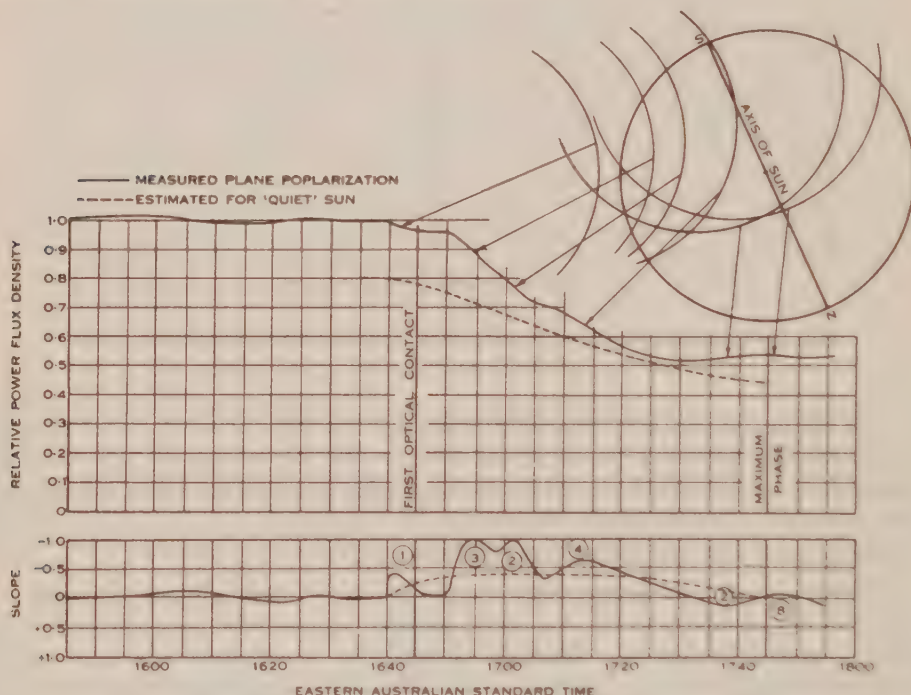 S
AXIS OF SUN
Z
MEASURED PLANE POPLARIZATION
ESTIMATED FOR 'QUIET' SUN
RELATIVE POWER FLUX DENSITY
1.0
0.9
0.8
0.7
0.6
0.5
0.4
0.3
0.2
0.1
0
FIRST OPTICAL CONTACT
MAXIMUM PHASE
SLOPE
-1.0
-0.5
0
+0.5
+1.0
1
3
2
4
1600
1620
1640
1700
1720
1740
1800
EASTERN AUSTRALIAN STANDARD TIME